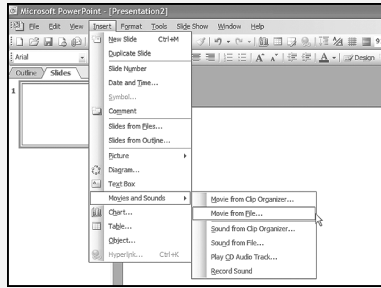 Microsoft PowerPoint - [Presentation2]
File Edit View Insert Format Tools Slide Show Window Help
Arial
Design
Outline Slides
1
New Slide Ctrl+M
Duplicate Slide
Slide Number
Date and Time...
Symbol...
Comment
Slides from Files...
Slides from Outline...
Picture
Diagram...
Text Box
Movies and Sounds
Chart...
Table...
Object...
Hyperlink... Ctrl+K
Movie from Clip Organizer...
Movie from File...
Sound from Clip Organizer...
Sound from File...
Play CD Audio Track...
Record Sound